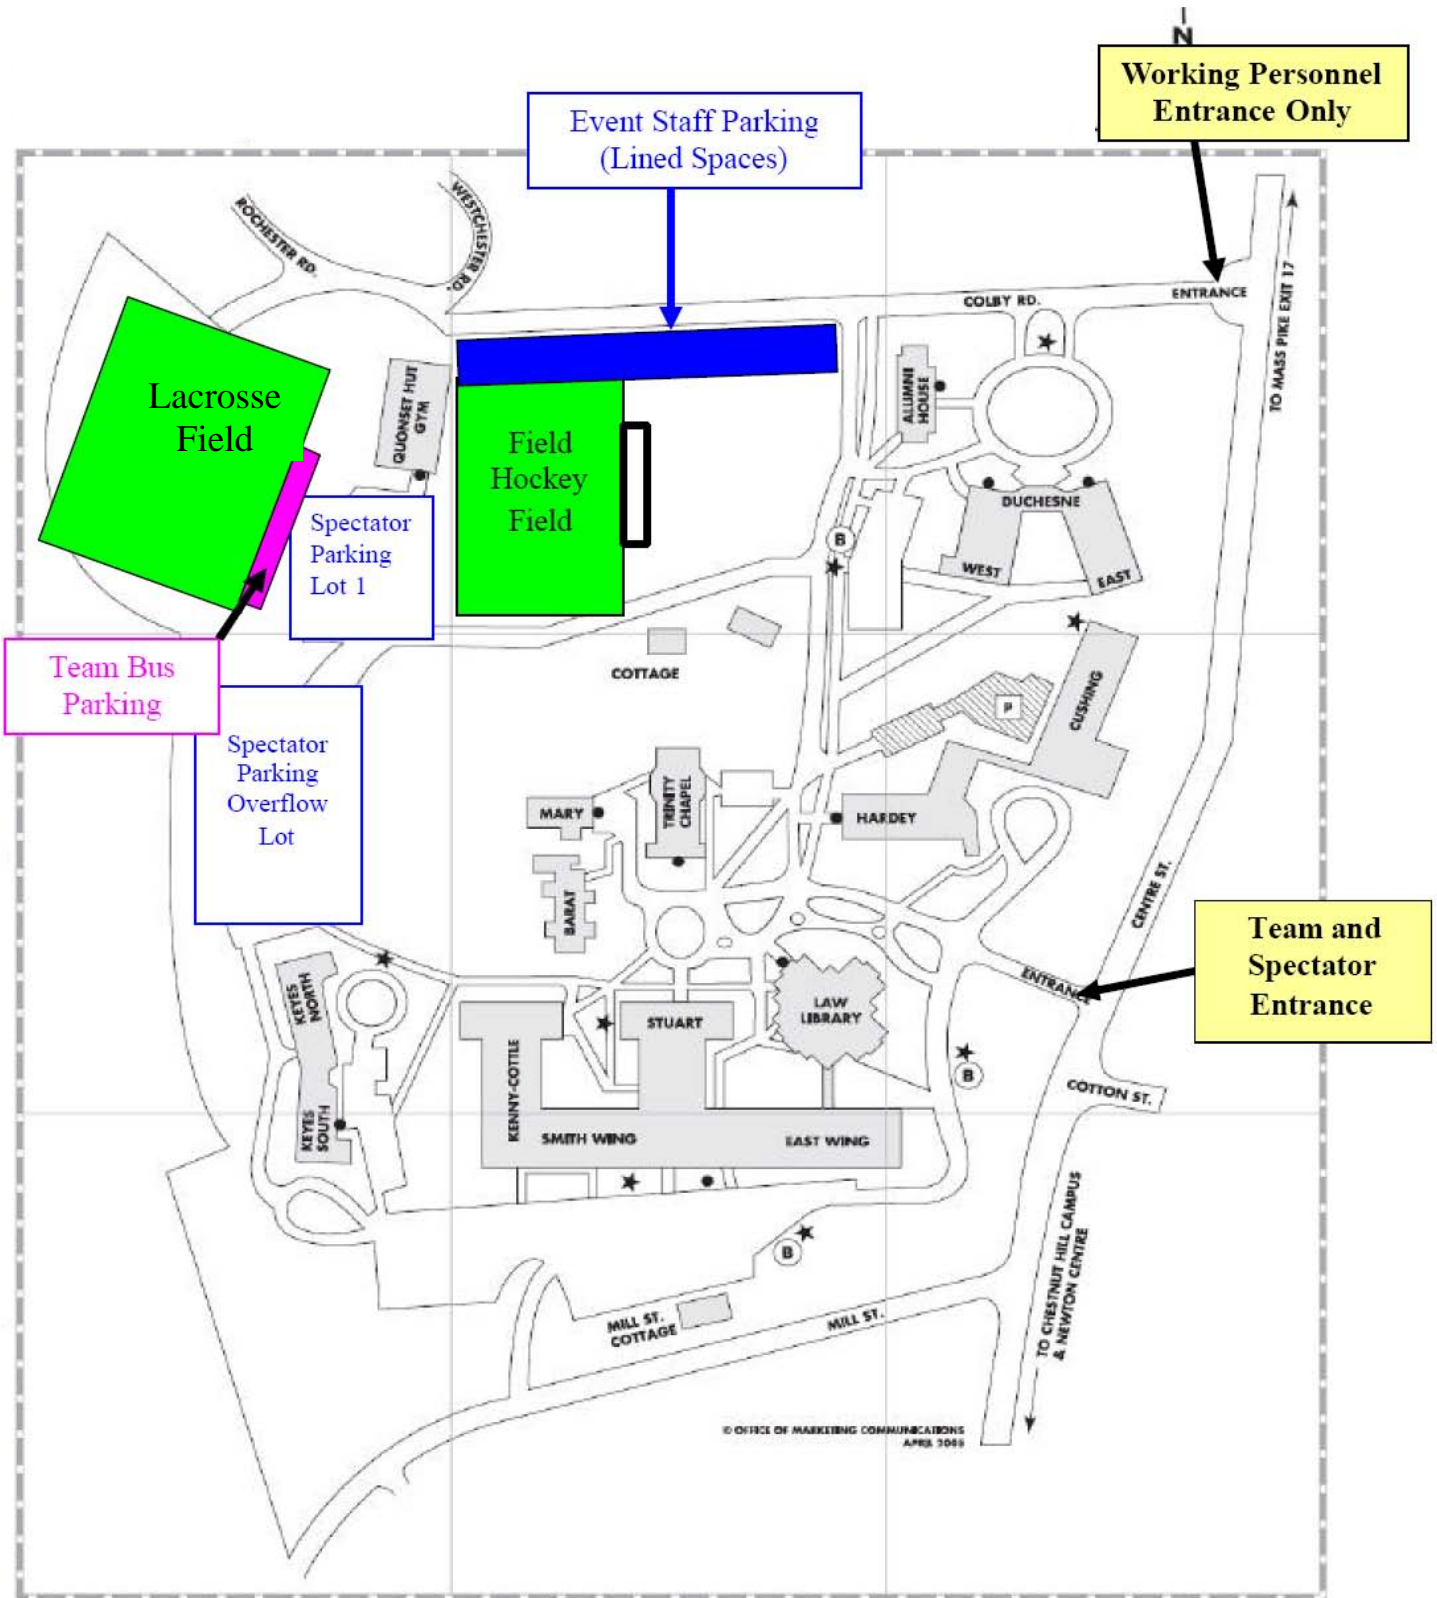 N
Working Personnel
Entrance Only
Event Staff Parking
(Lined Spaces)
ROCHESTER RD.
WESTCHESTER RD.
COLBY RD.
ENTRANCE
TO MASS PIKE EXIT 17
Lacrosse
Field
QUONSET HUT
GYM
ALUMNI
HOUSE
Field
Hockey
Field
DUCHESNE
WEST
EAST
B
Spectator
Parking
Lot 1
Team Bus
Parking
COTTAGE
P
CUSHING
Spectator
Parking
Overflow
Lot
MARY
TRINITY
CHAPEL
HARDEY
BARAT
CENTRE ST.
Team and
Spectator
Entrance
ENTRANCE
KEYES
NORTH
LAW
LIBRARY
STUART
KENNY-COTTLE
B
COTTON ST.
KEYES
SOUTH
SMITH WING
EAST WING
B
TO CHESTNUT HILL CAMPUS
& NEWTON CENTRE
MILL ST.
COTTAGE
MILL ST.
© OFFICE OF MARKETING COMMUNICATIONS
APRIL 2005